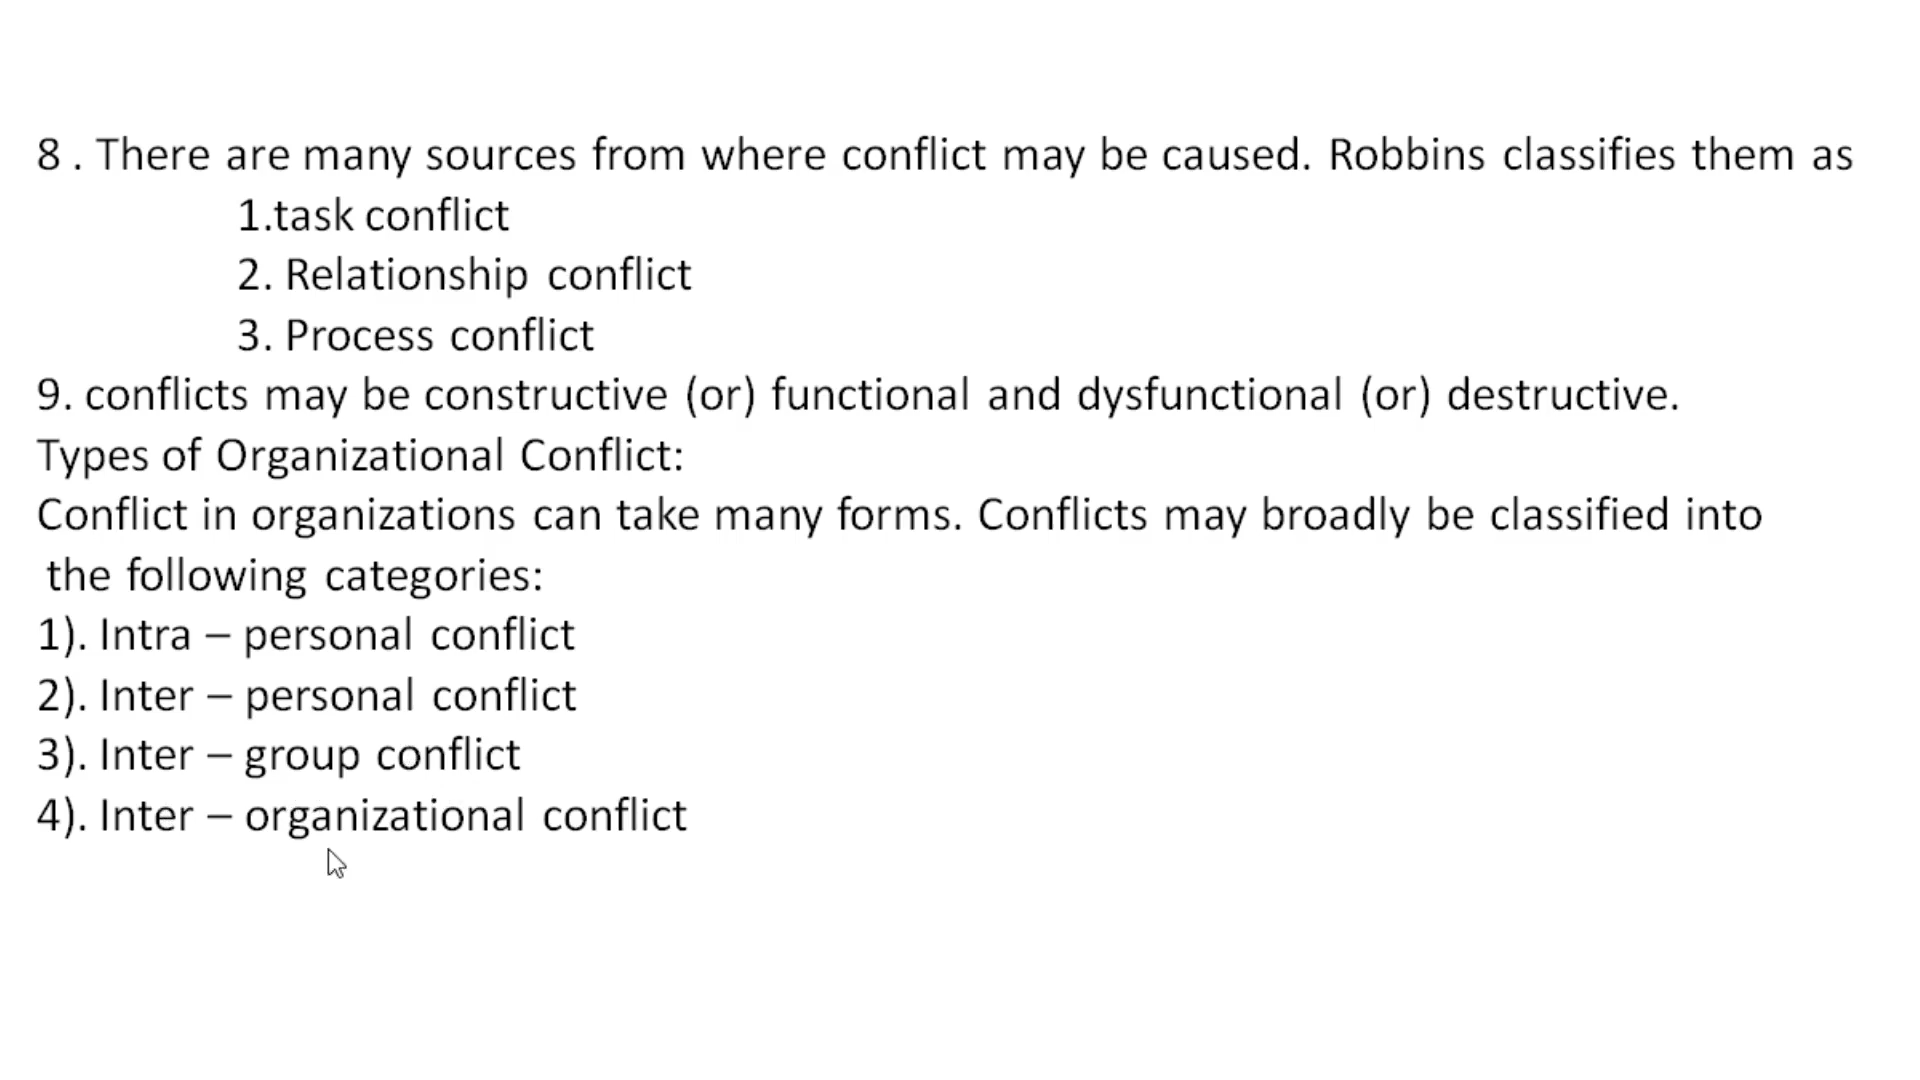 8 . There are many sources from where conflict may be caused. Robbins classifies them as
1.task conflict
2. Relationship conflict
3. Process conflict
9. conflicts may be constructive (or) functional and dysfunctional (or) destructive.
Types of Organizational Conflict:
Conflict in organizations can take many forms. Conflicts may broadly be classified into
the following categories:
1). Intra – personal conflict
2). Inter – personal conflict
3). Inter – group conflict
4). Inter – organizational conflict